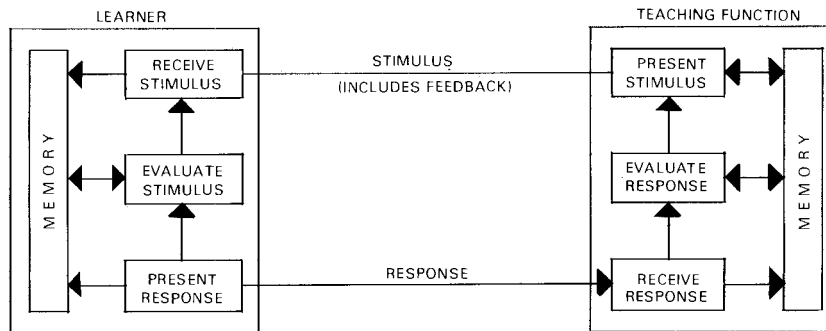 LEARNER
TEACHING FUNCTION
MEMORY
RECEIVE
STIMULUS
STIMULUS
(INCLUDES FEEDBACK)
PRESENT
STIMULUS
MEMORY
EVALUATE
STIMULUS
EVALUATE
RESPONSE
PRESENT
RESPONSE
RESPONSE
RECEIVE
RESPONSE